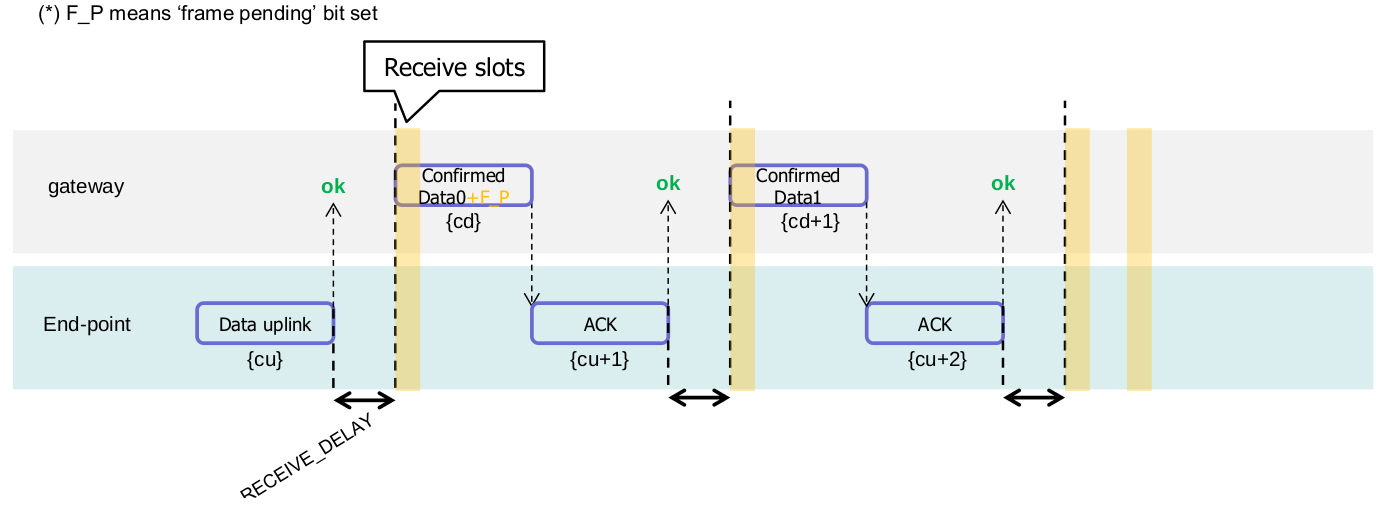 (*) F_P means ‘frame pending’ bit set
Receive slots
gateway
ok
Confirmed
Data0+F_P
{cd}
ok
Confirmed
Data1
{cd+1}
ok
End-point
Data uplink
{cu}
ACK
{cu+1}
ACK
{cu+2}
RECEIVE_DELAY